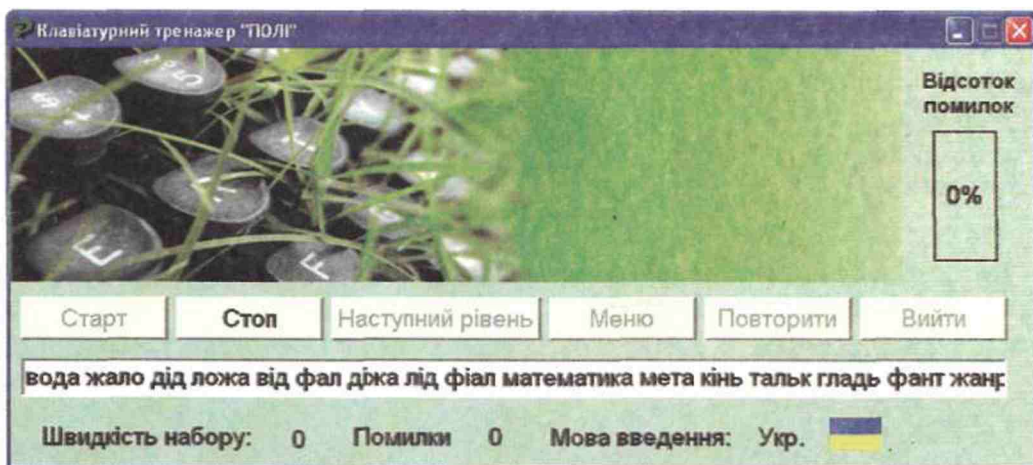 Клавіатурний тренажер "ПОЛІ"
Відсоток
помилок
0%
Старт Стоп Наступний рівень Меню Повторити Вийти
вода жало дід ложа від фал діжа лід фіал математика мета кінь тальк гладь фант жанр
Швидкість набору: 0 Помилки 0 Мова введення: Укр.